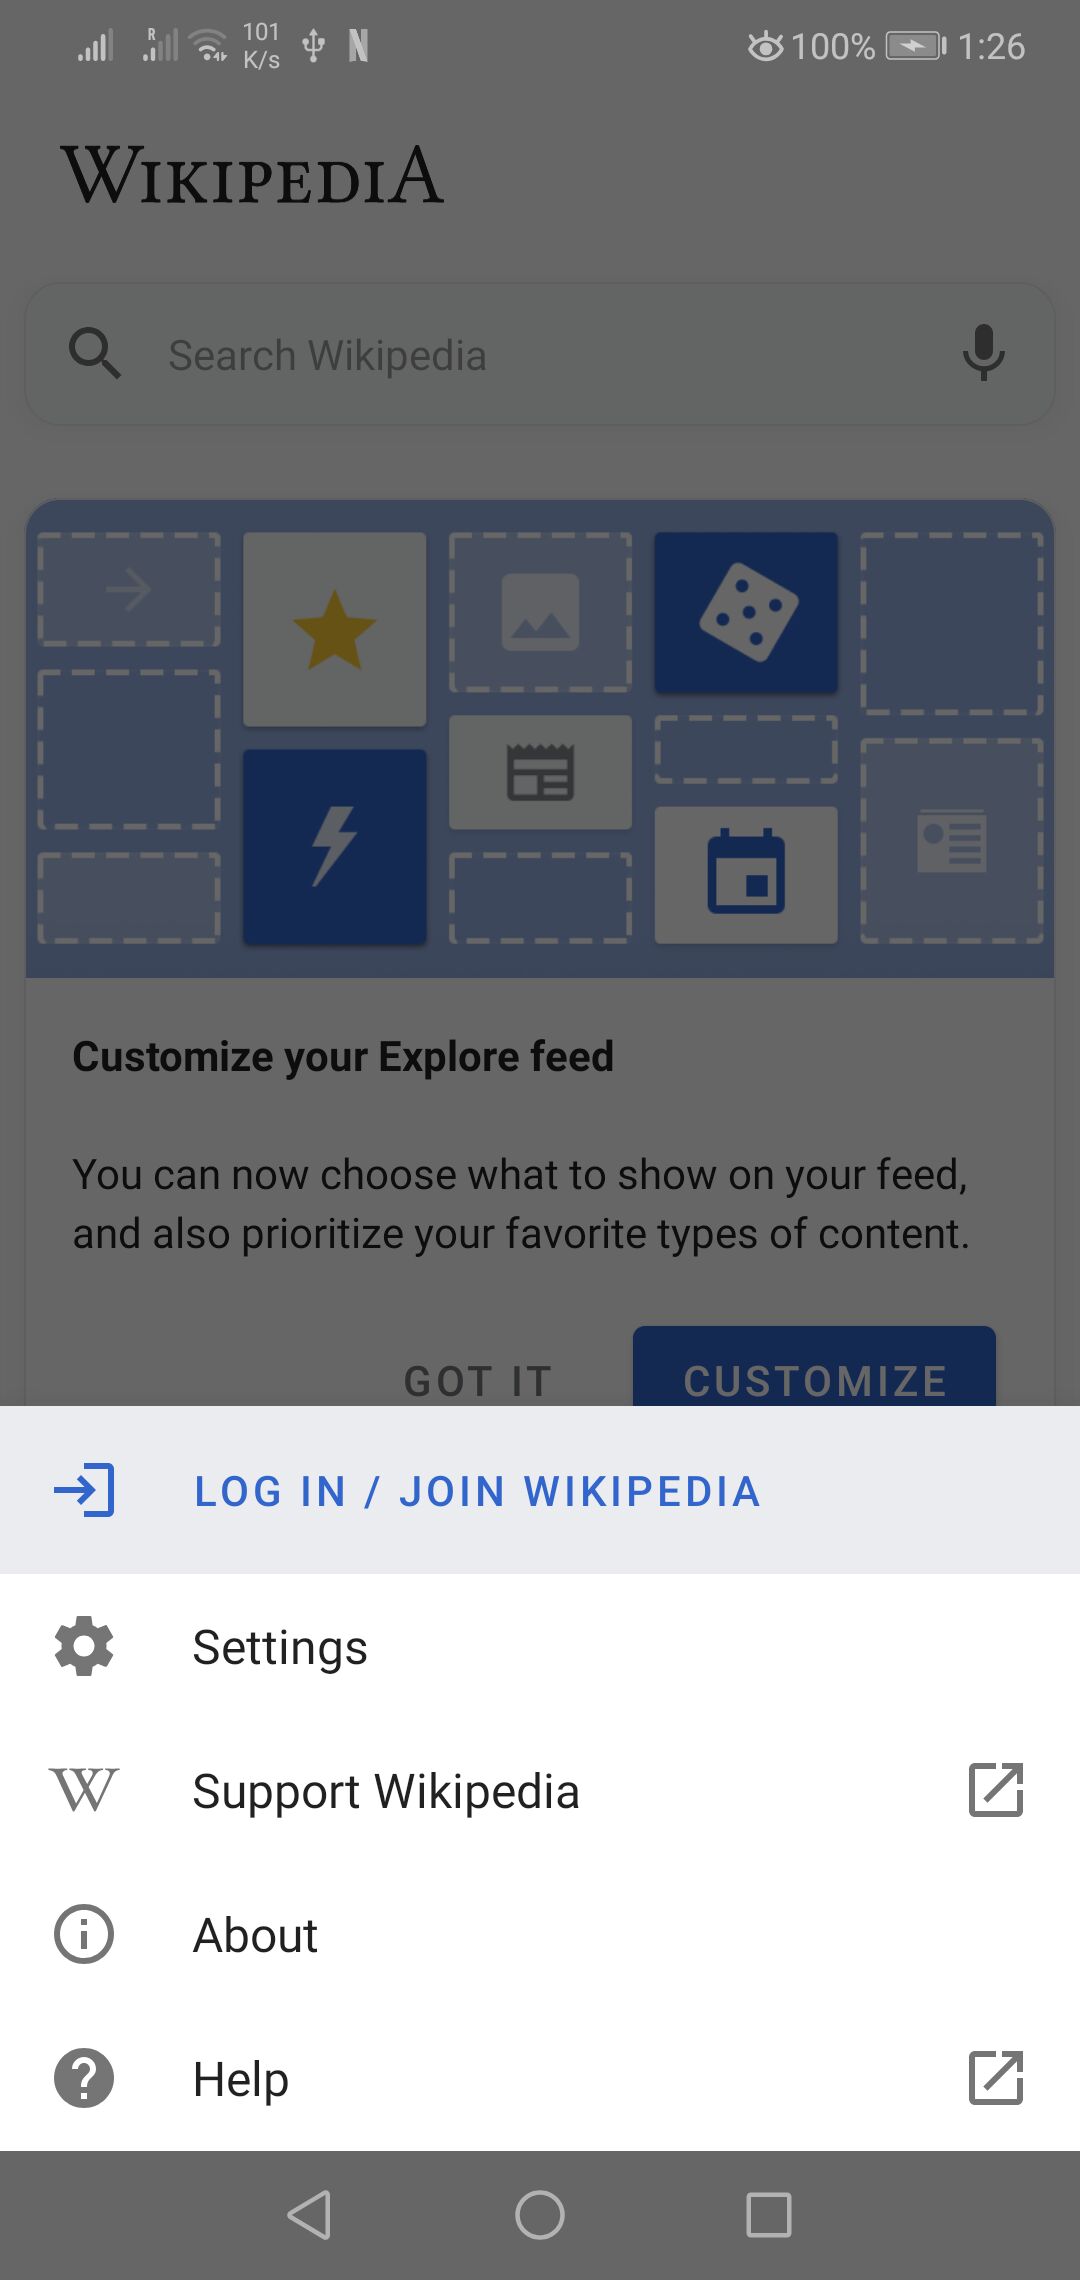 R
101
K/s
100%
1:26
WIKIPEDIA
Search Wikipedia
Customize your Explore feed
You can now choose what to show on your feed,
and also prioritize your favorite types of content.
GOT IT
CUSTOMIZE
LOG IN / JOIN WIKIPEDIA
Settings
W
Support Wikipedia
About
Help